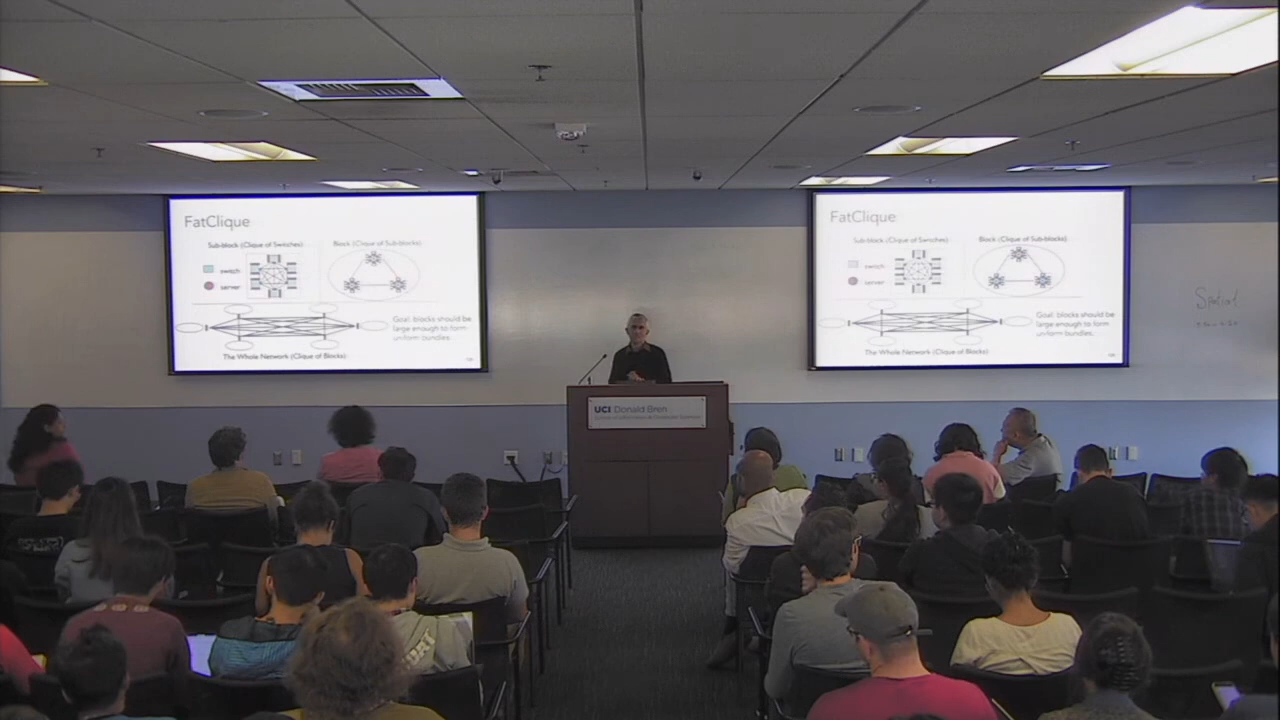 FatClique
Sub-block (Clique of Switches)
Block (Clique of Sub-blocks)
switch
server
Goal: blocks should be
large enough to form
uniform bundles.
The Whole Network (Clique of Blocks)
FatClique
Sub-block (Clique of Switches)
Block (Clique of Sub-blocks)
switch
server
Goal: blocks should be
large enough to form
uniform bundles.
The Whole Network (Clique of Blocks)
UCI Donald Bren